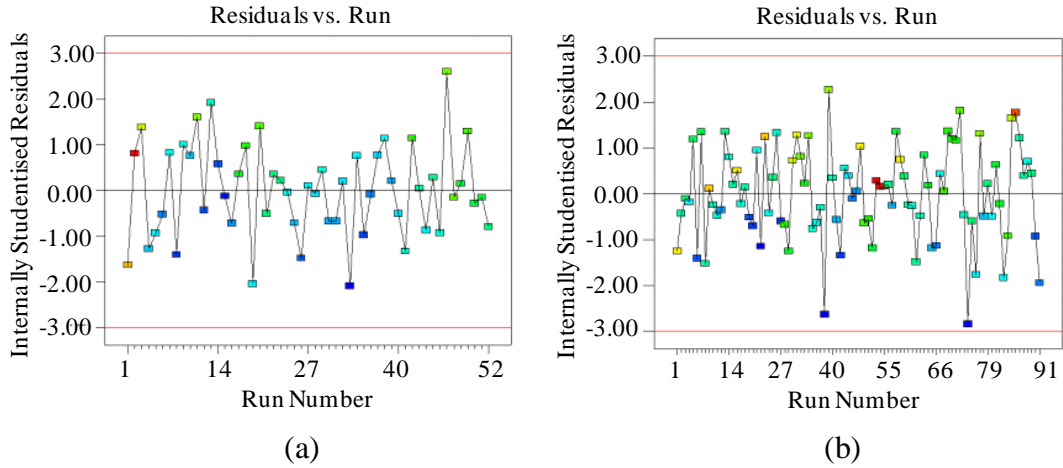 Residuals vs. Run
Internally Studentised Residuals
3.00
2.00
1.00
0.00
-1.00
-2.00
-3.00
1 14 27 40 52
Run Number
(a)
Residuals vs. Run
Internally Studentised Residuals
3.00
2.00
1.00
0.00
-1.00
-2.00
-3.00
1 14 27 40 55 66 79 91
Run Number
(b)